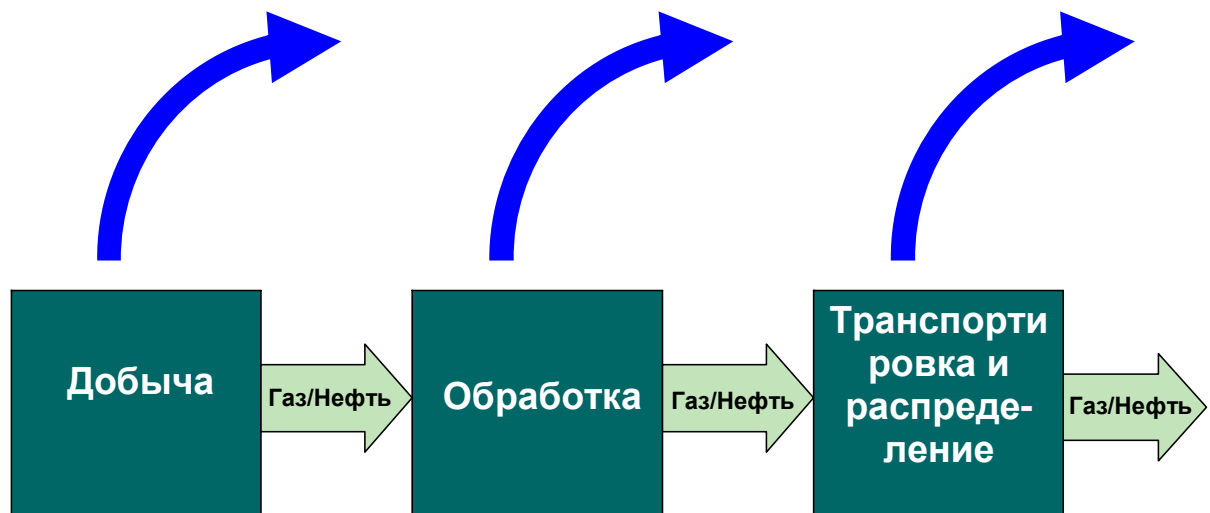 Добыча
Газ/Нефть
Обработка
Газ/Нефть
Транспорти
ровка и
распреде-
ление
Газ/Нефть